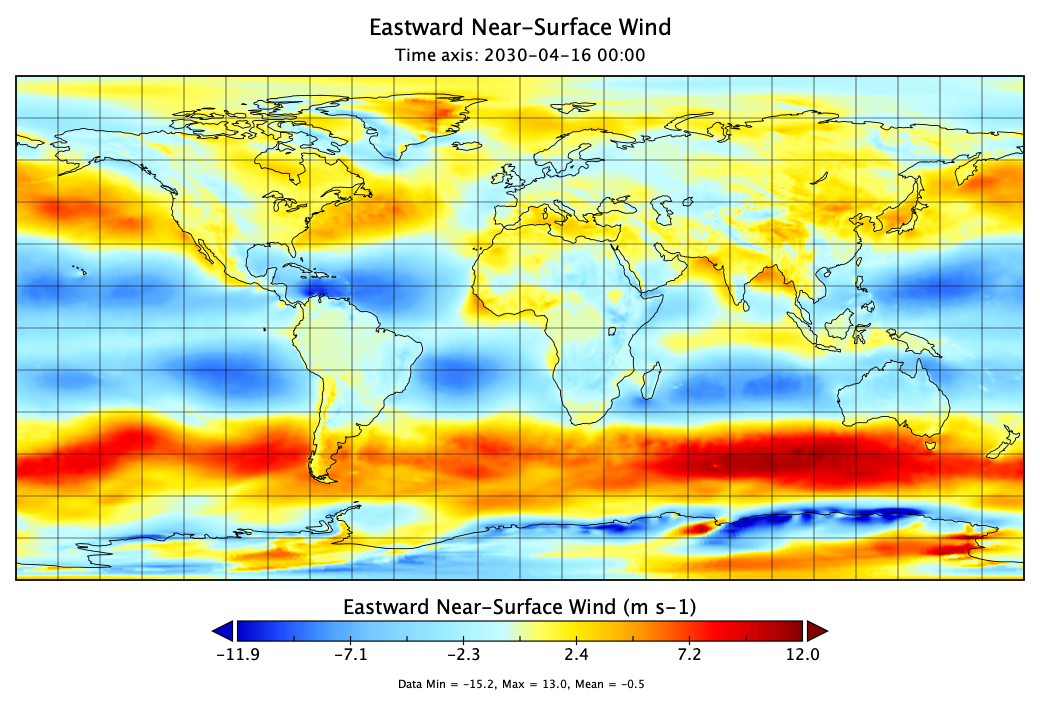 Eastward Near-Surface Wind
Time axis: 2030-04-16 00:00
Eastward Near-Surface Wind (m s-1)
-11.9 -7.1 -2.3 2.4 7.2 12.0
Data Min = -15.2, Max = 13.0, Mean = -0.5